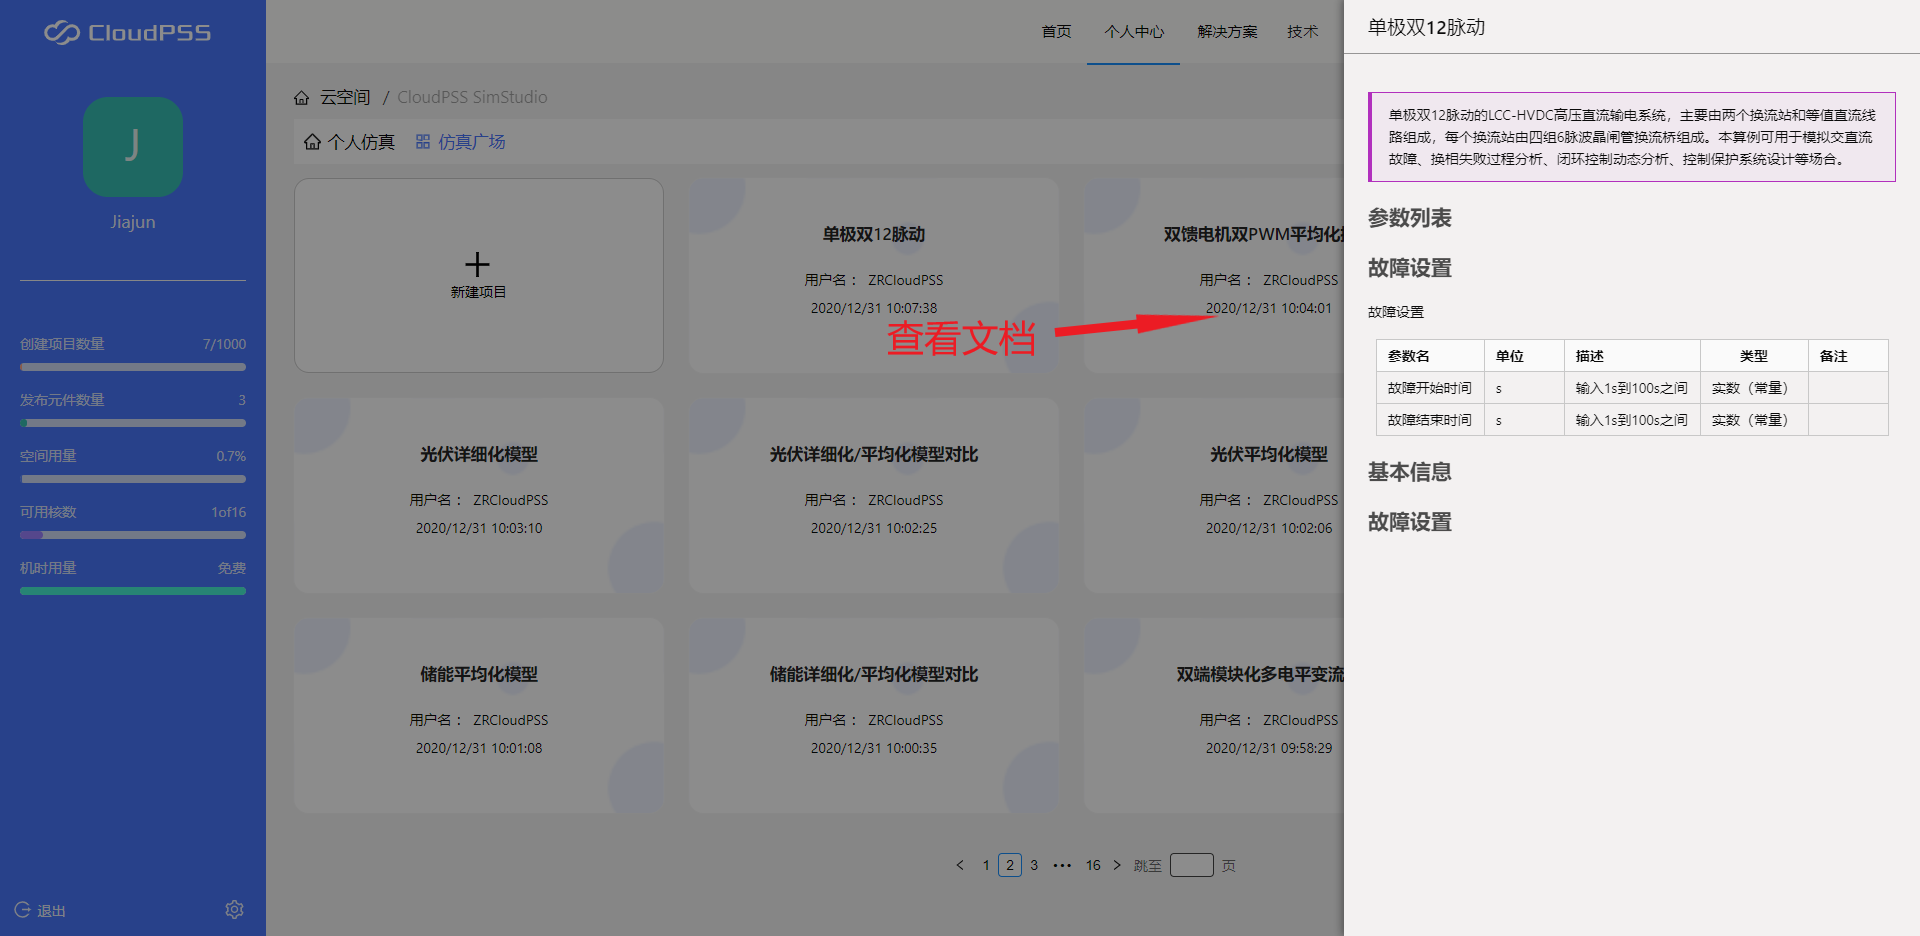 CloudPSS
J
Jiajun
创建项目数量 7/1000
发布元件数量 3
空间用量 0.7%
可用核数 1of16
机时用量 免费
退出
首页 个人中心 解决方案 技术
云空间 / CloudPSS SimStudio
个人仿真 仿真广场
新建项目
单极双12脉动
用户名： ZRCloudPSS
2020/12/31 10:07:38
双馈电机双PWM平均化
用户名： ZRCloudPSS
2020/12/31 10:04:01
查看文档
光伏详细化模型
用户名： ZRCloudPSS
2020/12/31 10:03:10
光伏详细化/平均化模型对比
用户名： ZRCloudPSS
2020/12/31 10:02:25
光伏平均化模型
用户名： ZRCloudPSS
2020/12/31 10:02:06
储能平均化模型
用户名： ZRCloudPSS
2020/12/31 10:01:08
储能详细化/平均化模型对比
用户名： ZRCloudPSS
2020/12/31 10:00:35
双端模块化多电平变流
用户名： ZRCloudPSS
2020/12/31 09:58:29
< 1 2 3 ••• 16 > 跳至 页
单极双12脉动
单极双12脉动的LCC-HVDC高压直流输电系统，主要由两个换流站和等值直流线
路组成，每个换流站由四组6脉波晶闸管换流桥组成。本算例可用于模拟交直流
故障、换相失败过程分析、闭环控制动态分析、控制保护系统设计等场合。
参数列表
故障设置
故障设置
参数名 单位 描述 类型 备注
故障开始时间 s 输入1s到100s之间 实数（常量）
故障结束时间 s 输入1s到100s之间 实数（常量）
基本信息
故障设置